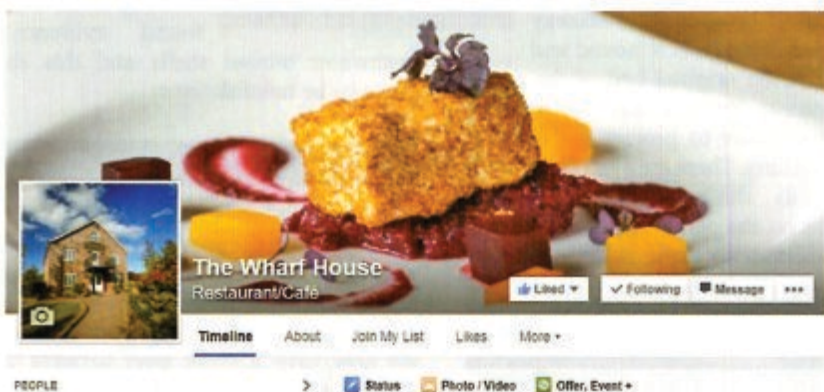 The Wharf House
Restaurant/Café
Liked
Following
Message
Timeline
About
Join My List
Likes
More
PEOPLE
Status
Photo / Video
Offer, Event +